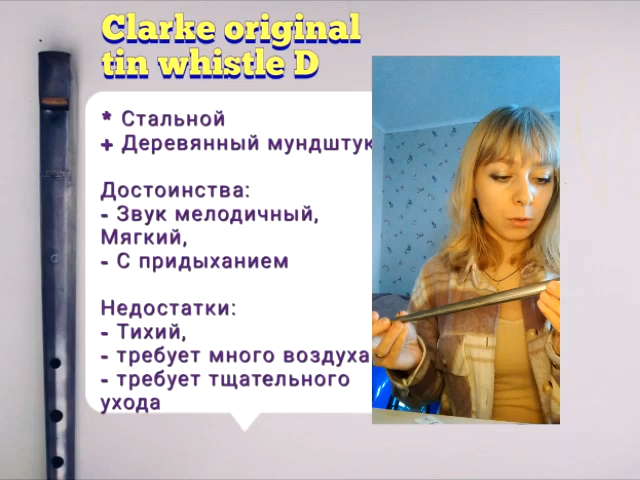 Clarke original
tin whistle D
* Стальной
+ Деревянный мундштук
Достоинства:
- Звук мелодичный,
Мягкий,
- С придыханием
Недостатки:
- Тихий,
- требует много воздуха
- требует тщательного
ухода